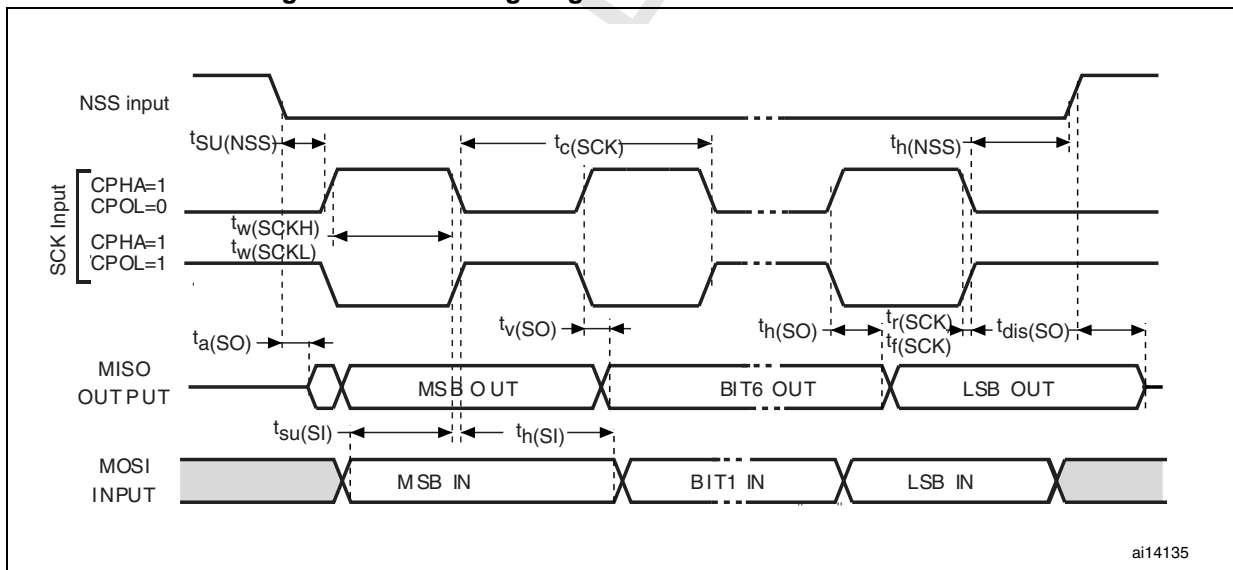 NSS input
tSU(NSS)
tc(SCK)
th(NSS)
SCK Input
CPHA=1
CPOL=0
tw(SCKH)
CPHA=1
tw(SCKL)
CPOL=1
ta(SO)
tv(SO)
th(SO)
tr(SCK)
tf(SCK)
tdis(SO)
MISO
OUTPUT
MSB OUT
BIT6 OUT
LSB OUT
tsu(SI)
th(SI)
MOSI
INPUT
MSB IN
BIT1 IN
LSB IN
ai14135